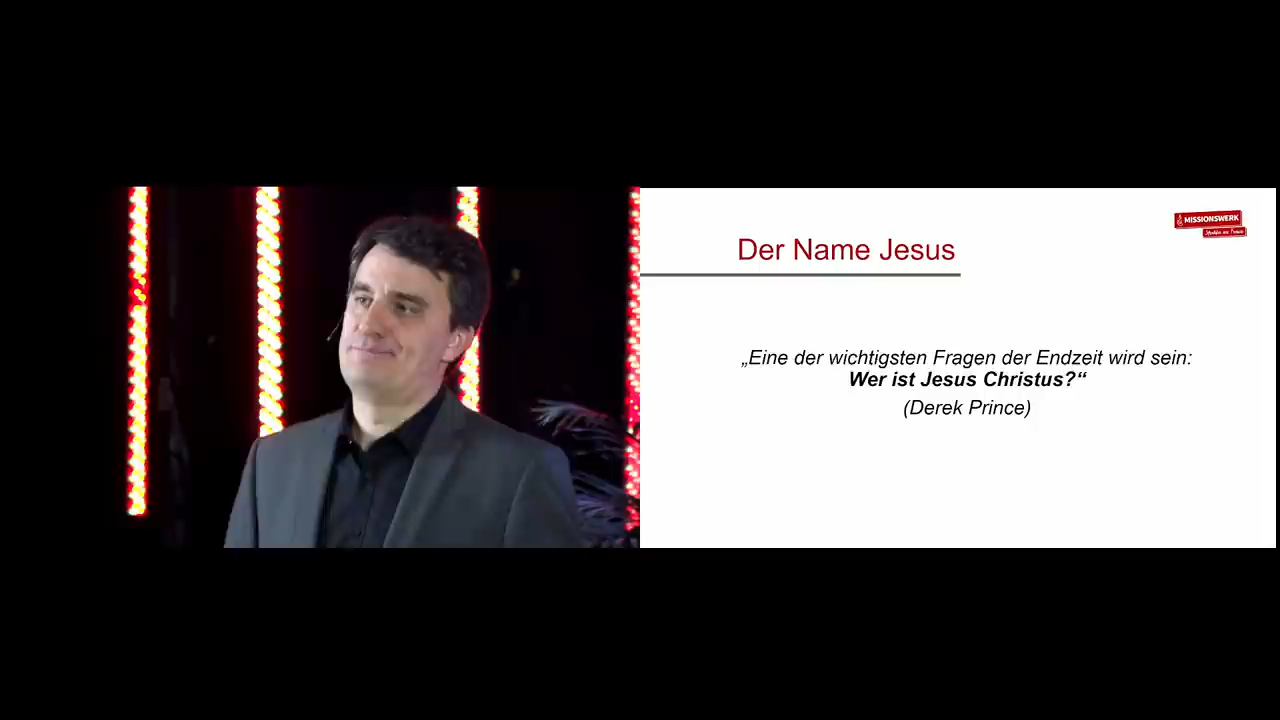 MISSIONSWERK
Der Name Jesus
„Eine der wichtigsten Fragen der Endzeit wird sein:
Wer ist Jesus Christus?“
(Derek Prince)